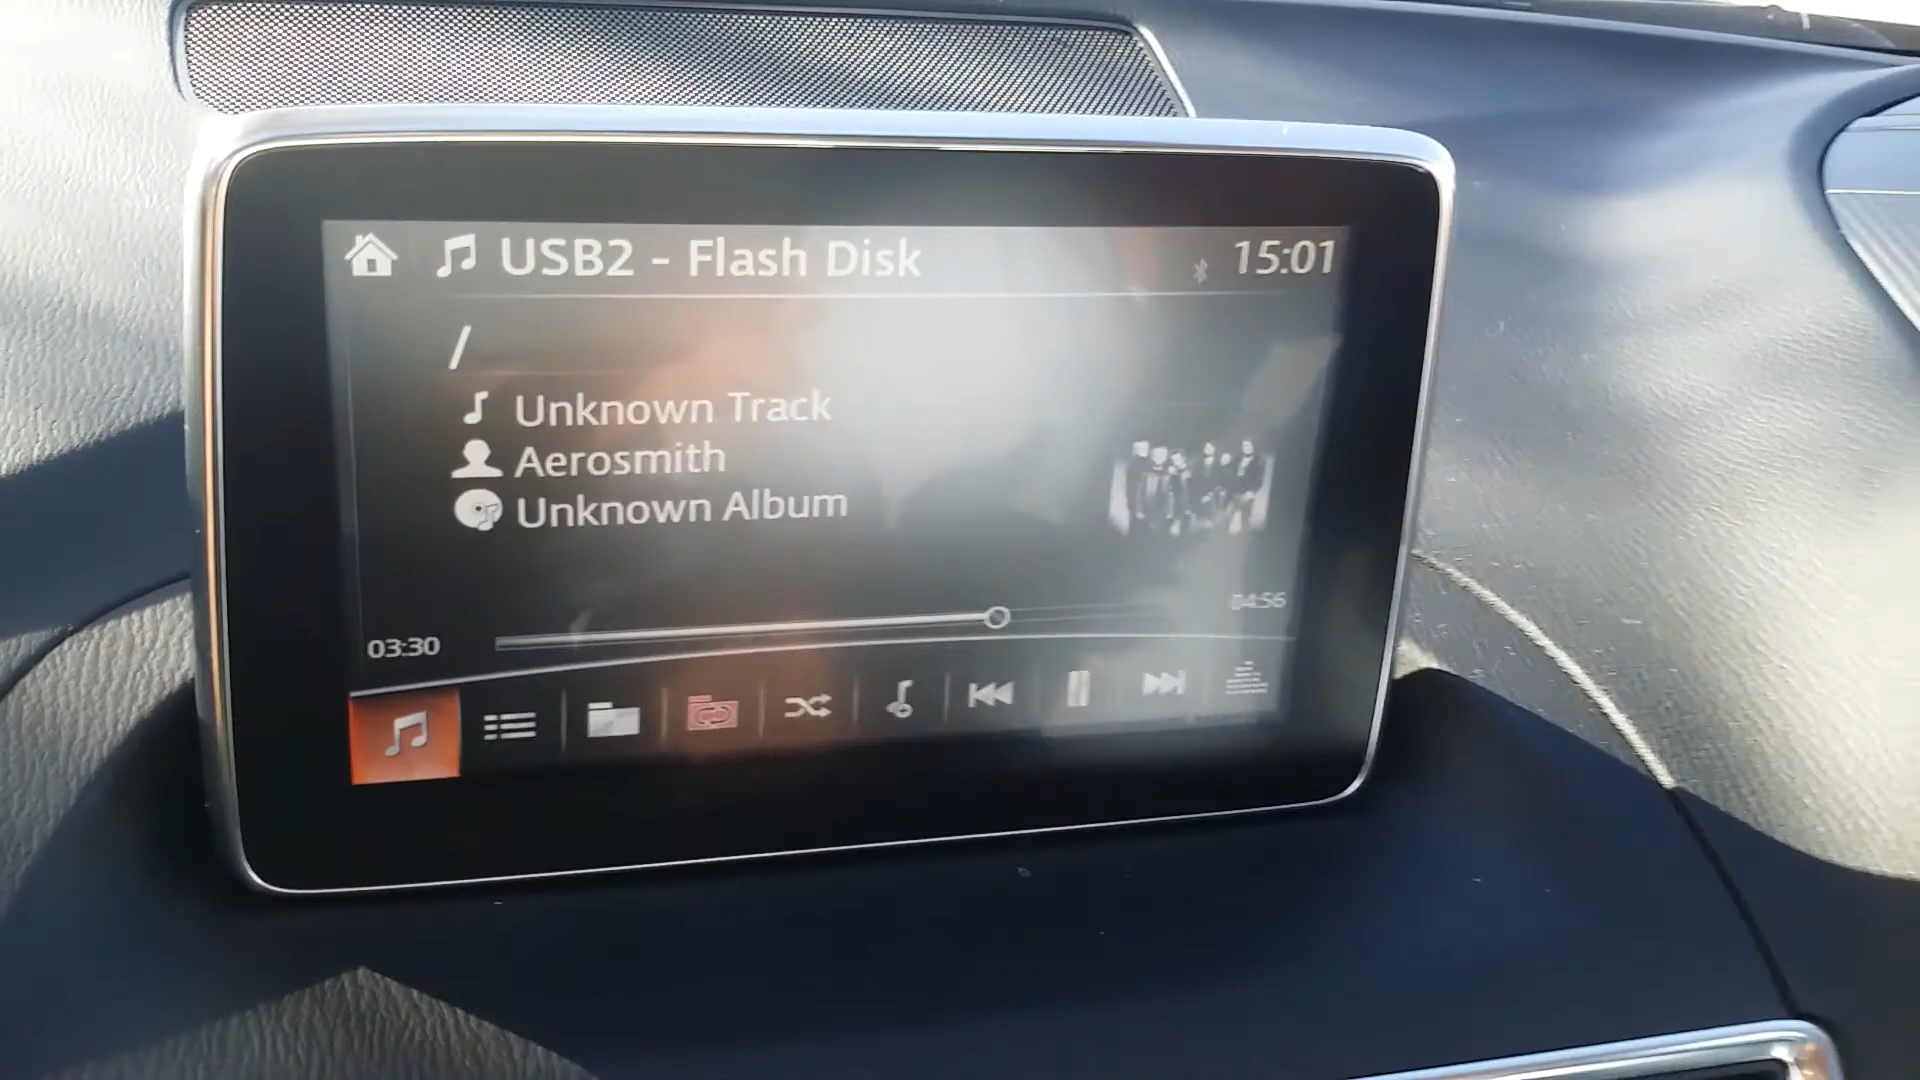 USB2 - Flash Disk 15:01
/
Unknown Track
Aerosmith
Unknown Album
03:30 04:56